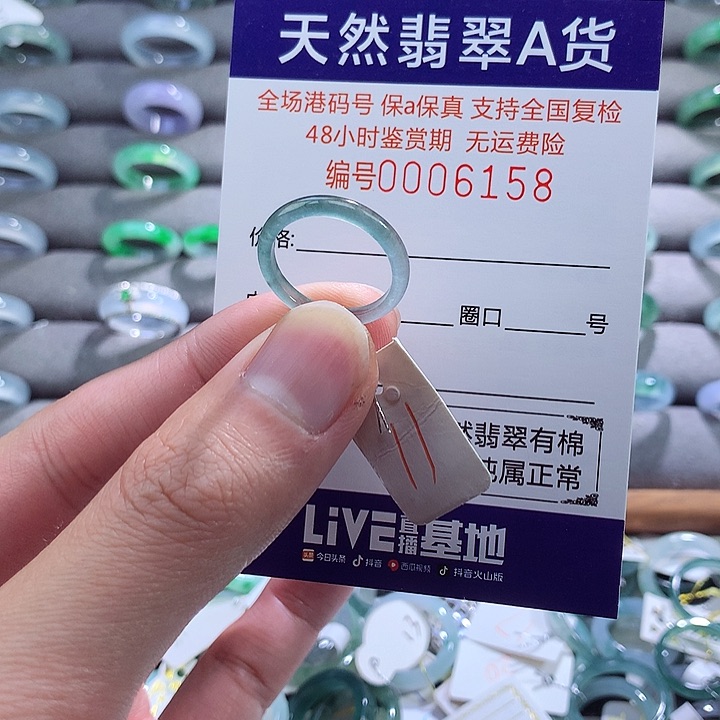 天然翡翠A货
全场港码号 保a保真 支持全国复检
48小时鉴赏期 无运费险
编号0006158
价格:
圈口 号
然翡翠有棉
纯属正常
LiVE直播基地
今日头条 抖音 西瓜视频 抖音火山版